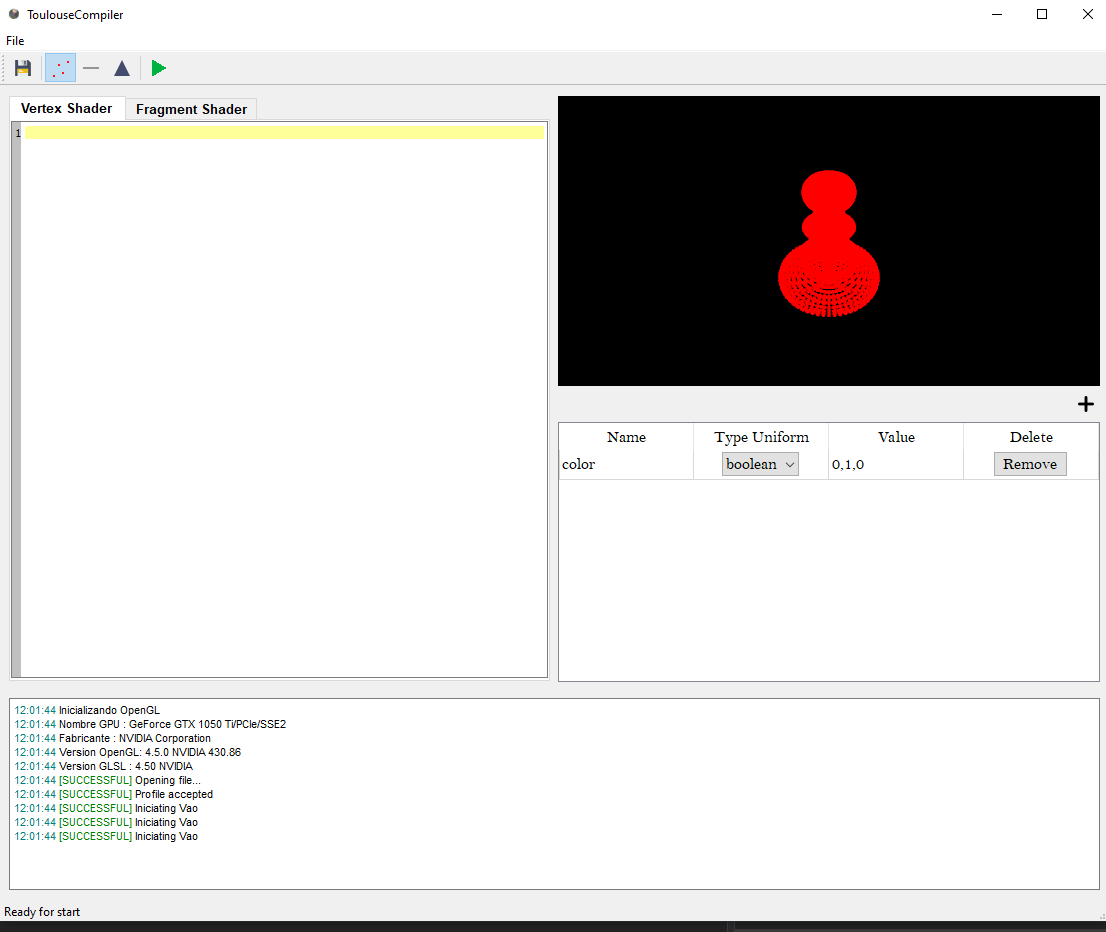 ToulouseCompiler
File
Vertex Shader Fragment Shader
1
Name Type Uniform Value Delete
color boolean 0,1,0 Remove
12:01:44 Inicializando OpenGL
12:01:44 Nombre GPU : GeForce GTX 1050 Ti/PCIe/SSE2
12:01:44 Fabricante : NVIDIA Corporation
12:01:44 Version OpenGL: 4.5.0 NVIDIA 430.86
12:01:44 Version GLSL : 4.50 NVIDIA
12:01:44 [SUCCESSFUL] Opening file...
12:01:44 [SUCCESSFUL] Profile accepted
12:01:44 [SUCCESSFUL] Iniciating Vao
12:01:44 [SUCCESSFUL] Iniciating Vao
12:01:44 [SUCCESSFUL] Iniciating Vao
Ready for start